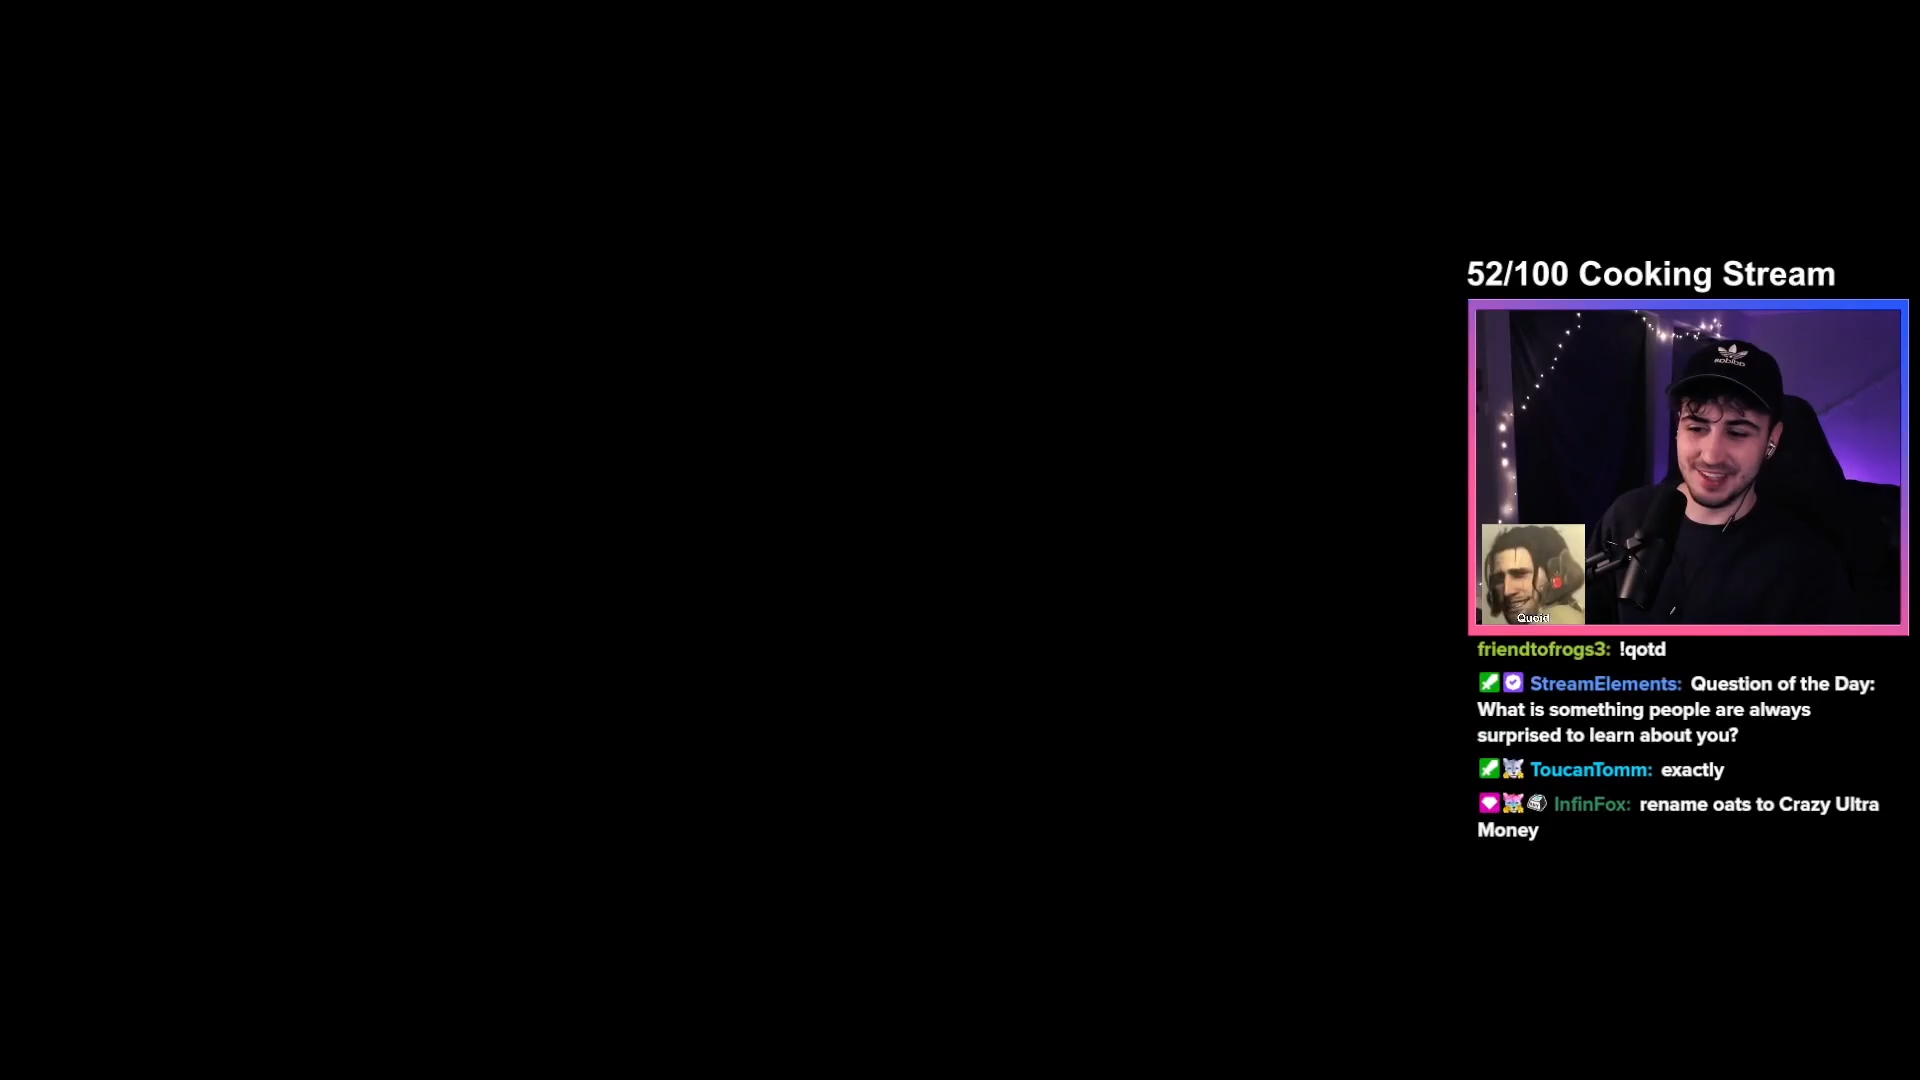 52/100 Cooking Stream
Quoid
friendtofrogs3: !qotd
StreamElements: Question of the Day:
What is something people are always
surprised to learn about you?
ToucanTomm: exactly
InfinFox: rename oats to Crazy Ultra
Money